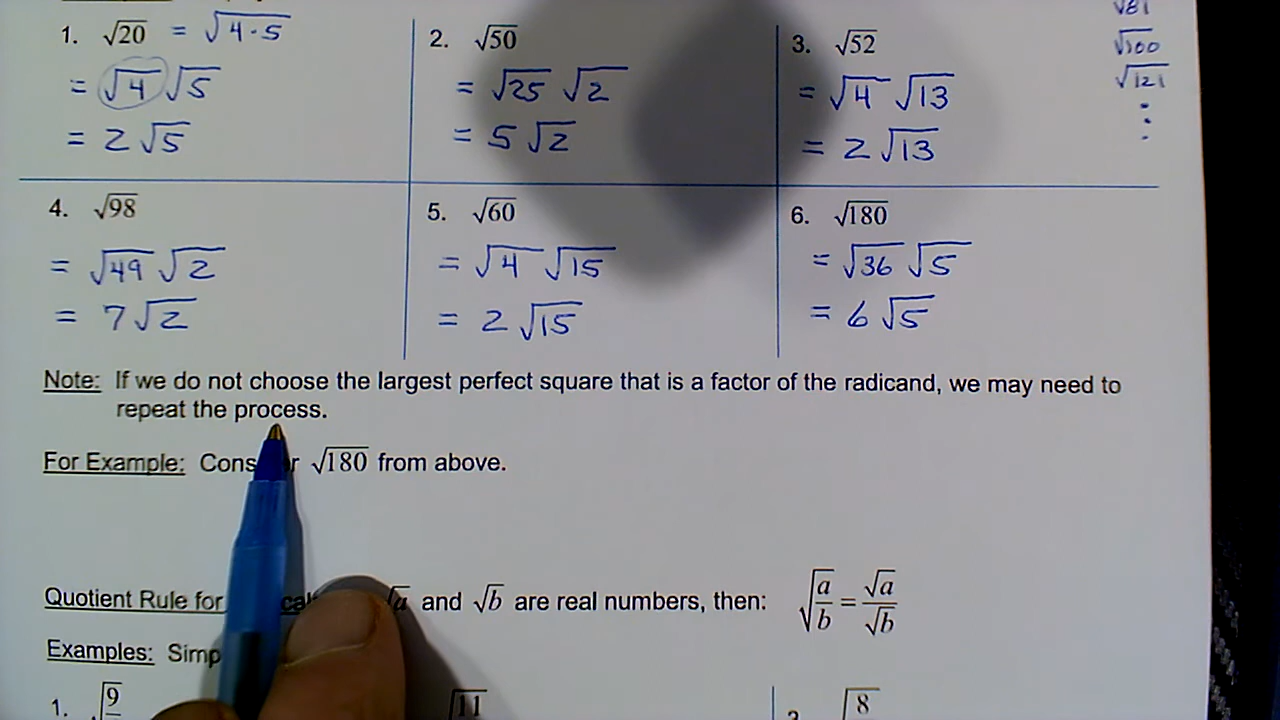 √81
√100
√121
1. √20 = √4·5
= √4 √5
= 2√5
2. √50
= √25 √2
= 5√2
3. √52
= √4 √13
= 2√13
4. √98
= √49 √2
= 7√2
5. √60
= √4 √15
= 2√15
6. √180
= √36 √5
= 6√5
Note: If we do not choose the largest perfect square that is a factor of the radicand, we may need to
repeat the process.
For Example: √180 from above.
Quotient Rule for √a and √b are real numbers, then: √a/b = √a/√b
Examples:
1. √9
√11
√8